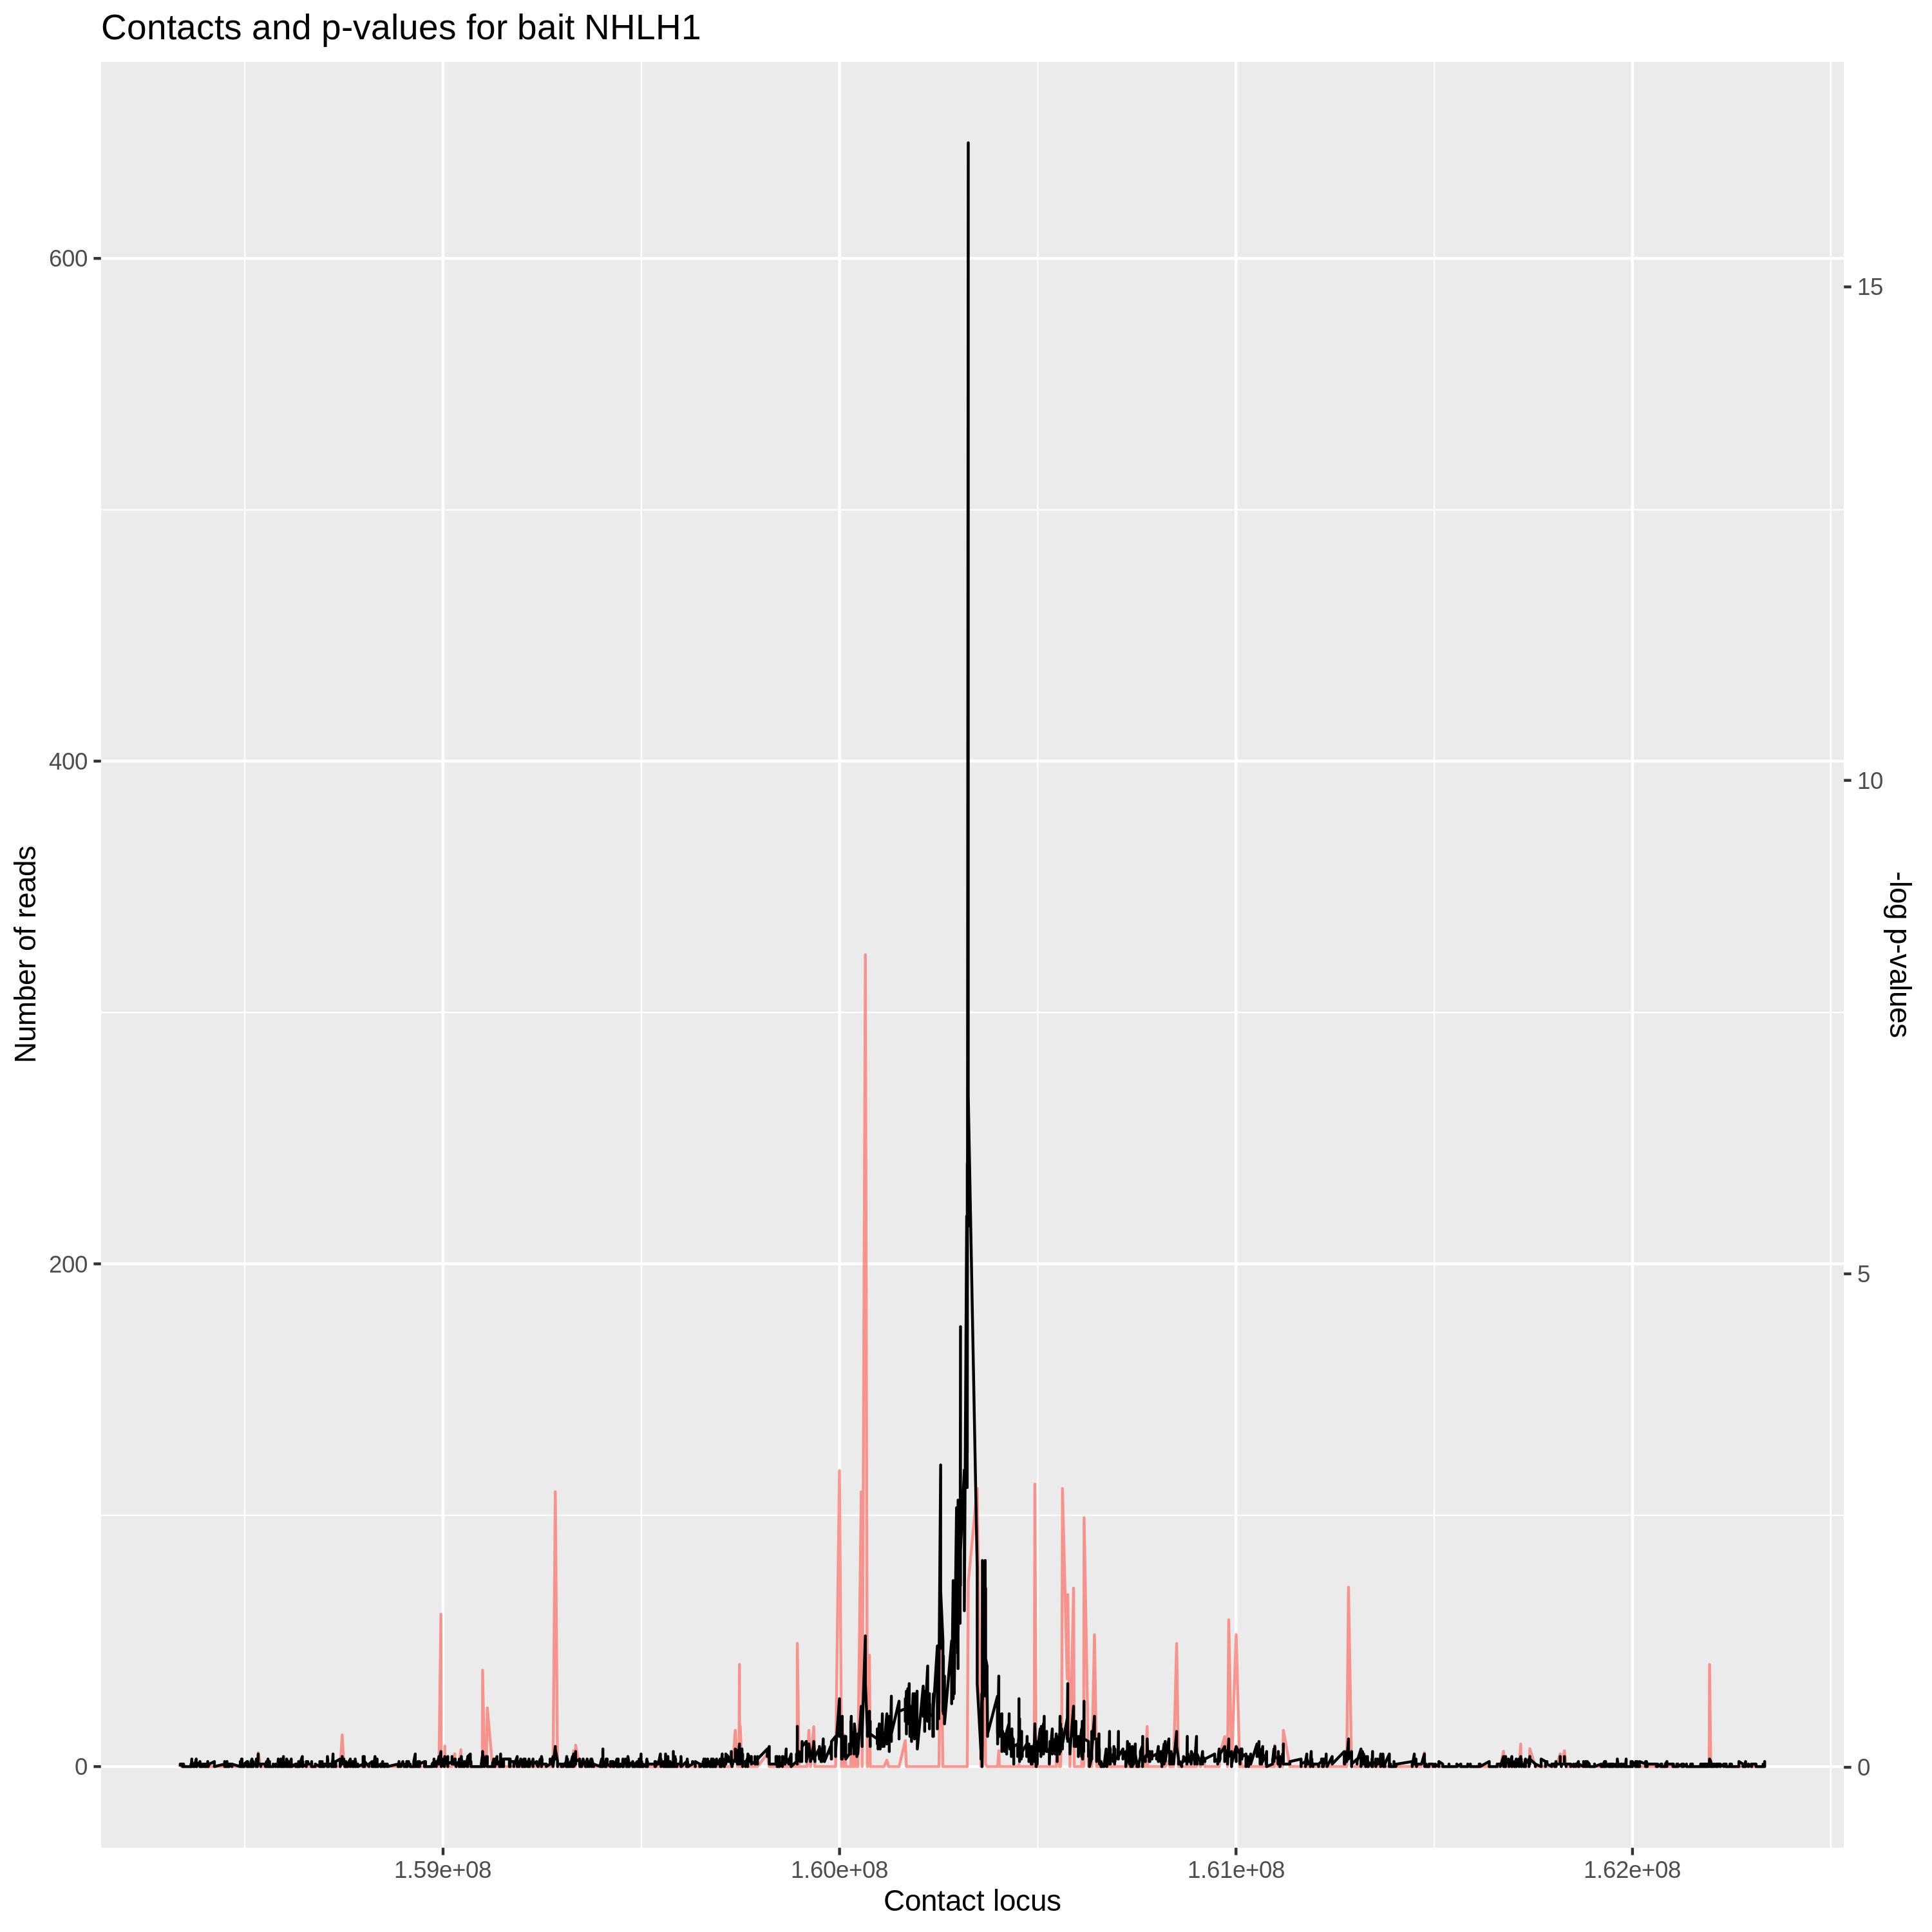 Contacts and p-values for bait NHLH1
Number of reads
600
400
200
0
15
10
5
0
-log p-values
1.59e+08
1.60e+08
1.61e+08
1.62e+08
Contact locus